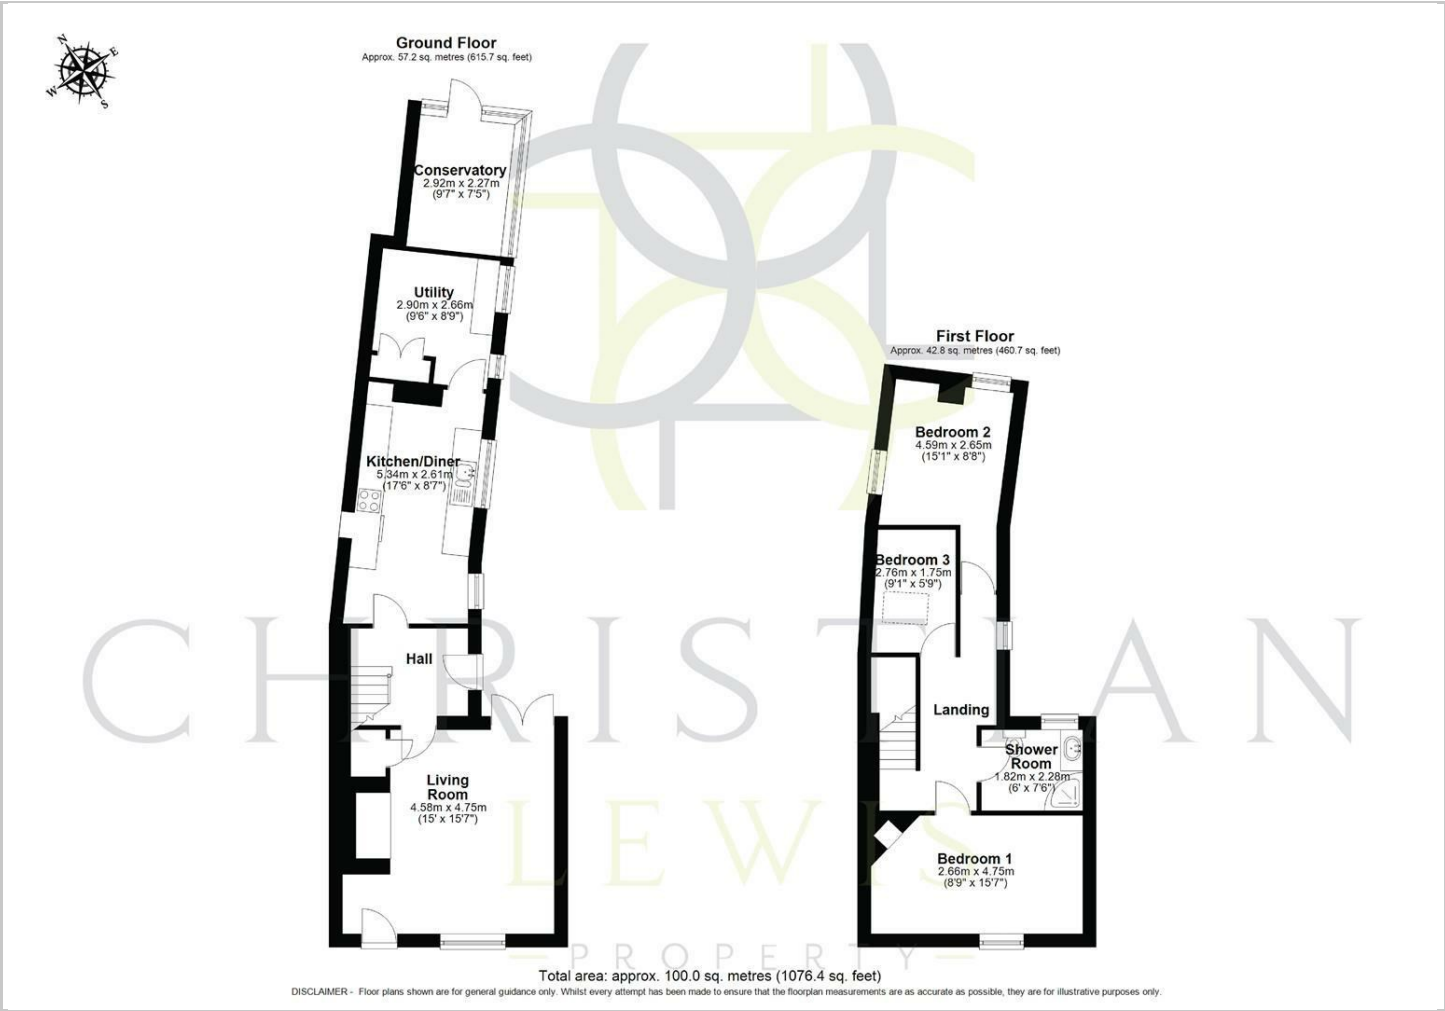 N
E
W
S
Ground Floor
Approx. 57.2 sq. metres (615.7 sq. feet)
Conservatory
2.92m x 2.27m
(9'7" x 7'5")
Utility
2.90m x 2.66m
(9'6" x 8'9")
Kitchen/Diner
5.34m x 2.61m
(17'6" x 8'7")
Hall
Living
Room
4.58m x 4.75m
(15' x 15'7")
First Floor
Approx. 42.8 sq. metres (460.7 sq. feet)
Bedroom 2
4.59m x 2.65m
(15'1" x 8'8")
Bedroom 3
2.76m x 1.75m
(9'1" x 5'9")
Landing
Shower
Room
1.82m x 2.28m
(6' x 7'6")
Bedroom 1
2.66m x 4.75m
(8'9" x 15'7")
CHRISTIAN
LEWIS
PROPERTY
Total area: approx. 100.0 sq. metres (1076.4 sq. feet)
DISCLAIMER - Floor plans shown are for general guidance only. Whilst every attempt has been made to ensure that the floorplan measurements are as accurate as possible, they are for illustrative purposes only.